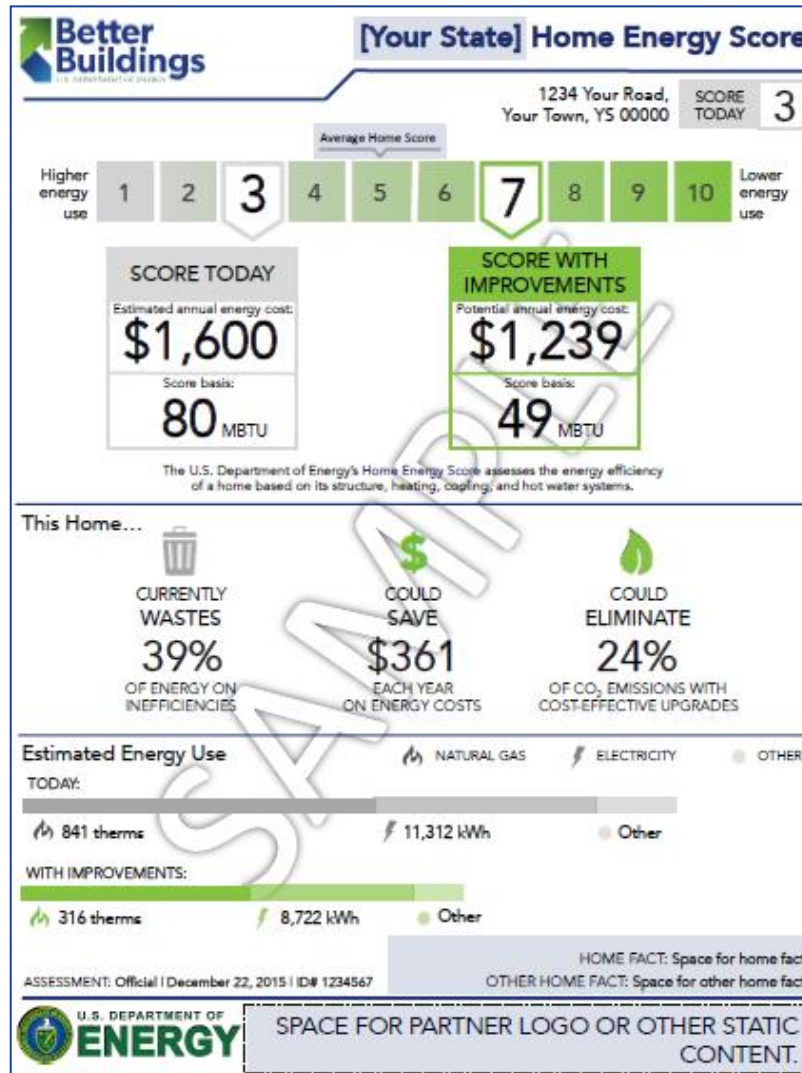 Better
Buildings
U.S. DEPARTMENT OF ENERGY
[Your State] Home Energy Score
1234 Your Road,
Your Town, YS 00000
SCORE
TODAY
3
Average Home Score
Higher
energy
use
1 2 3 4 5 6 7 8 9 10
Lower
energy
use
SCORE TODAY
Estimated annual energy cost:
$1,600
Score basis:
80 MBTU
SCORE WITH
IMPROVEMENTS
Potential annual energy cost:
$1,239
Score basis:
49 MBTU
The U.S. Department of Energy's Home Energy Score assesses the energy efficiency
of a home based on its structure, heating, cooling, and hot water systems.
This Home...
CURRENTLY
WASTES
39%
OF ENERGY ON
INEFFICIENCIES
$
COULD
SAVE
$361
EACH YEAR
ON ENERGY COSTS
COULD
ELIMINATE
24%
OF CO₂ EMISSIONS WITH
COST-EFFECTIVE UPGRADES
Estimated Energy Use
NATURAL GAS ELECTRICITY OTHER
TODAY:
841 therms 11,312 kWh Other
WITH IMPROVEMENTS:
316 therms 8,722 kWh Other
HOME FACT: Space for home fact
ASSESSMENT: Official | December 22, 2015 | ID# 1234567
OTHER HOME FACT: Space for other home fact
U.S. DEPARTMENT OF
ENERGY
SPACE FOR PARTNER LOGO OR OTHER STATIC
CONTENT.
SAMPLE